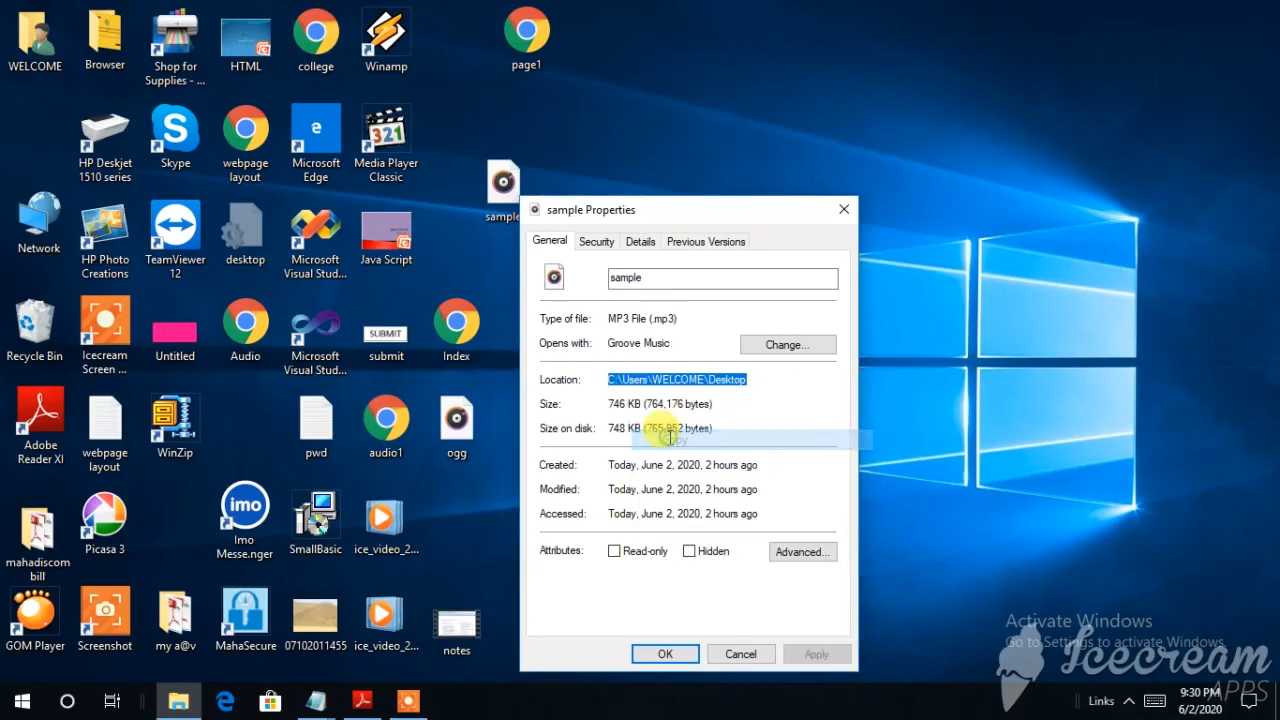 WELCOME
Browser
Shop for
Supplies - ...
HTML
college
Winamp
page1
321
HP Deskjet
1510 series
Skype
webpage
layout
Microsoft
Edge
Media Player
Classic
sample
Network
HP Photo
Creations
TeamViewer
12
desktop
Microsoft
Visual Stud...
Java Script
Recycle Bin
Icecream
Screen ...
Untitled
Audio
Microsoft
Visual Stud...
SUBMIT
submit
Index
Adobe
Reader XI
webpage
layout
WinZip
pwd
audio1
ogg
mahadiscom
bill
Picasa 3
imo
Imo
Messe.nger
SmallBasic
ice_video_2...
GOM Player
Screenshot
my a@v
MahaSecure
07102011455
ice_video_2...
notes
sample Properties
General
Security
Details
Previous Versions
sample
Type of file:
MP3 File (.mp3)
Opens with:
Groove Music
Change...
Location:
C:\Users\WELCOME\Desktop
Size:
746 KB (764,176 bytes)
Size on disk:
748 KB (765,952 bytes)
Created:
Today, June 2, 2020, 2 hours ago
Modified:
Today, June 2, 2020, 2 hours ago
Accessed:
Today, June 2, 2020, 2 hours ago
Attributes:
Read-only
Hidden
Advanced...
OK
Cancel
Apply
Activate Windows
Go to Settings to activate Windows.
Icecream
APPS
Links
9:30 PM
6/2/2020